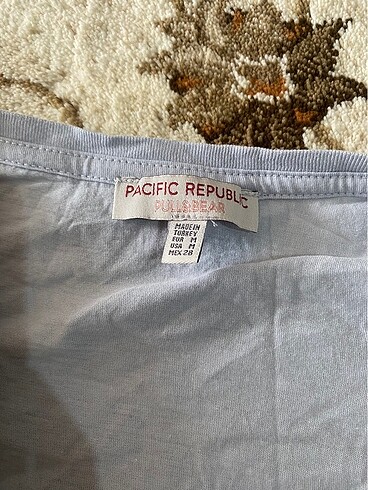 PACIFIC REPUBLIC
PULL&BEAR
MADE IN
TURKEY
EUR M
USA M
MEX 28